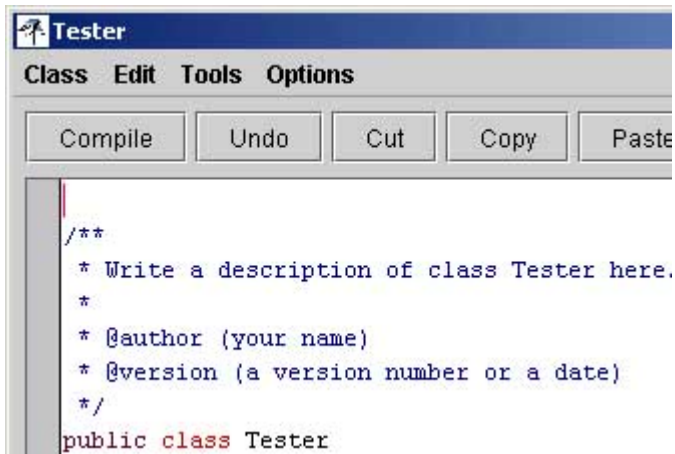 Tester
Class Edit Tools Options
Compile Undo Cut Copy Paste
/**
* Write a description of class Tester here.
*
* @author (your name)
* @version (a version number or a date)
*/
public class Tester